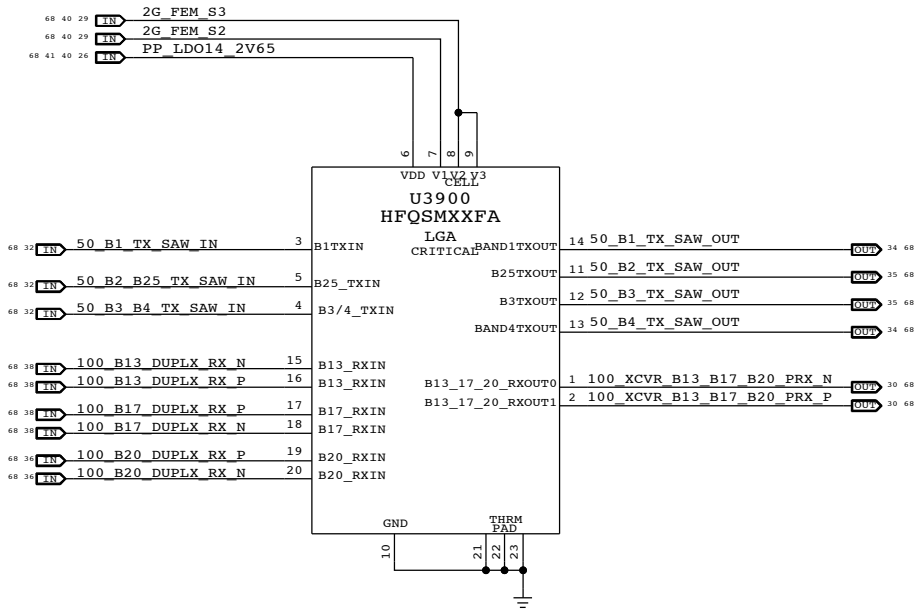 68 40 29 IN 2G_FEM_S3
68 40 29 IN 2G_FEM_S2
68 41 40 26 IN PP_LDO14_2V65
6 7 8 9
VDD V1 V2 V3
CELL
U3900
HFQSMXXFA
LGA
CRITICAL
68 32 IN 50_B1_TX_SAW_IN 3 B1TXIN
BAND1TXOUT 14 50_B1_TX_SAW_OUT OUT 34 68
68 32 IN 50_B2_B25_TX_SAW_IN 5 B25_TXIN
B25TXOUT 11 50_B2_TX_SAW_OUT OUT 35 68
68 32 IN 50_B3_B4_TX_SAW_IN 4 B3/4_TXIN
B3TXOUT 12 50_B3_TX_SAW_OUT OUT 35 68
BAND4TXOUT 13 50_B4_TX_SAW_OUT OUT 34 68
68 38 IN 100_B13_DUPLX_RX_N 15 B13_RXIN
68 38 IN 100_B13_DUPLX_RX_P 16 B13_RXIN
B13_17_20_RXOUT0 1 100_XCVR_B13_B17_B20_PRX_N OUT 30 68
B13_17_20_RXOUT1 2 100_XCVR_B13_B17_B20_PRX_P OUT 30 68
68 38 IN 100_B17_DUPLX_RX_P 17 B17_RXIN
68 38 IN 100_B17_DUPLX_RX_N 18 B17_RXIN
68 36 IN 100_B20_DUPLX_RX_P 19 B20_RXIN
68 36 IN 100_B20_DUPLX_RX_N 20 B20_RXIN
GND THRM
PAD
10 21 22 23